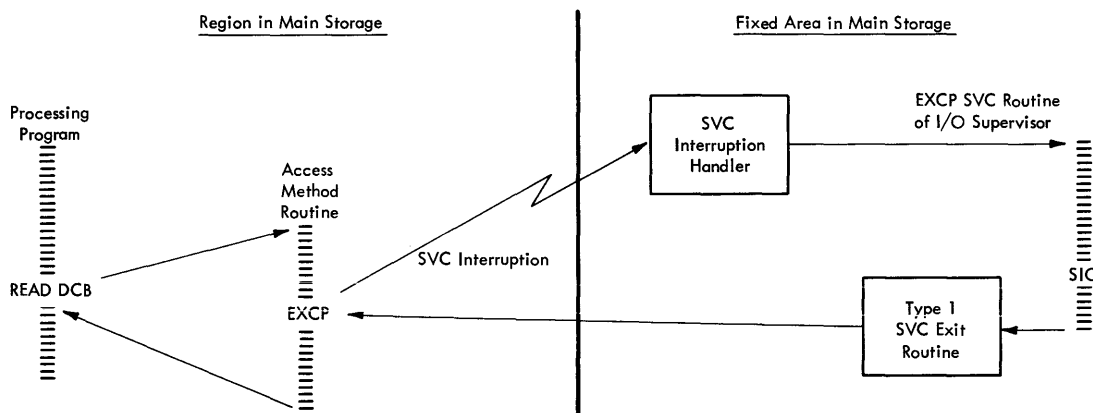 Region in Main Storage
Fixed Area in Main Storage
Processing
Program
READ DCB
Access
Method
Routine
EXCP
SVC Interruption
SVC
Interruption
Handler
EXCP SVC Routine
of I/O Supervisor
Type 1
SVC Exit
Routine